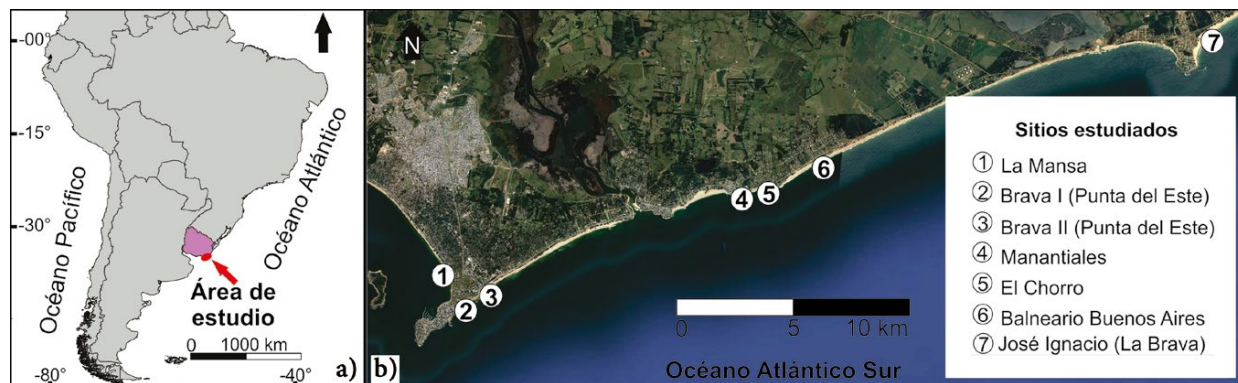 -00°
-15°
-30°
-80°
-40°
Océano Pacífico
Océano Atlántico
Área de
estudio
0 1000 km
a)
b)
N
1
2
3
4
5
6
7
0 5 10 km
Océano Atlántico Sur
Sitios estudiados
1 La Mansa
2 Brava I (Punta del Este)
3 Brava II (Punta del Este)
4 Manantiales
5 El Chorro
6 Balneario Buenos Aires
7 José Ignacio (La Brava)